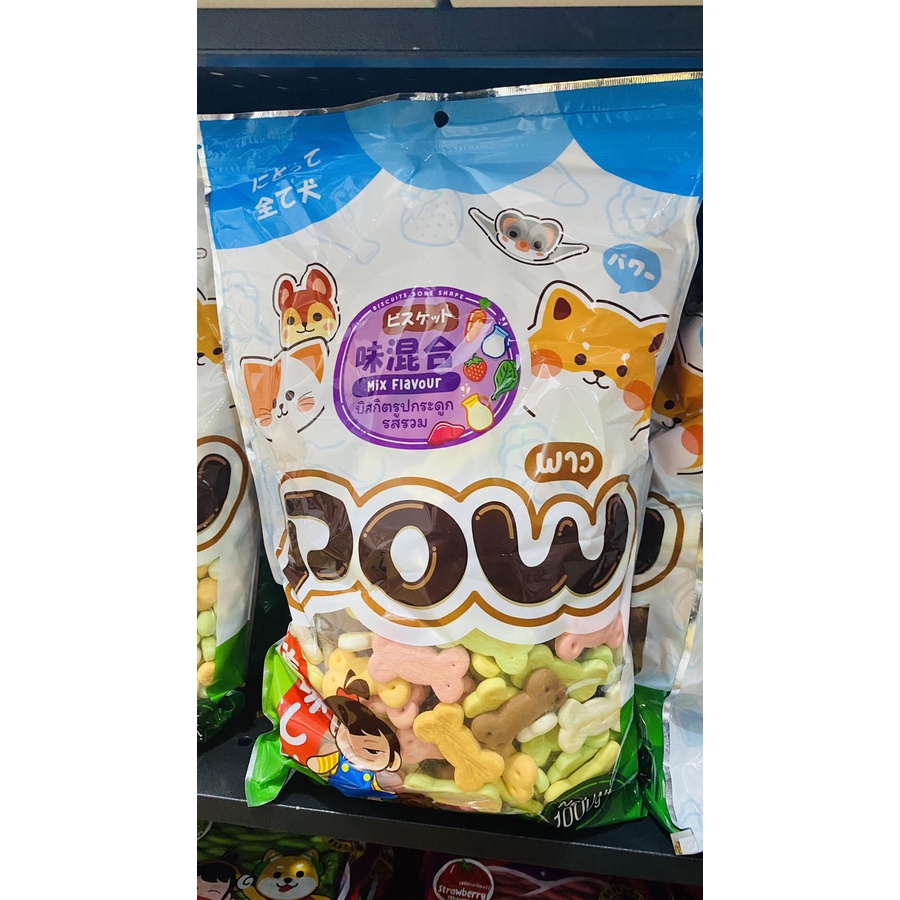 にとって
全て犬
パワー
BISCUITS BONE SHAPE
ビスケット
味混合
Mix Flavour
บิสกิตรูปกระดูก
รสรวม
พาว
POW
Strawberry